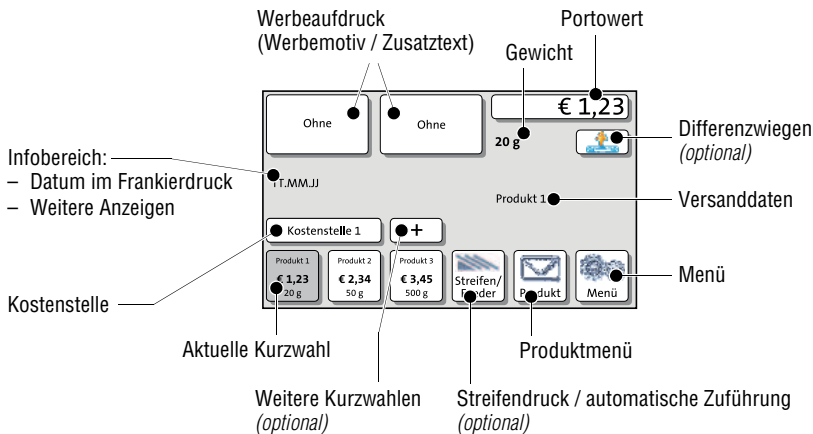 Werbeaufdruck
(Werbemotiv / Zusatztext)
Portowert
Gewicht
Ohne
Ohne
€ 1,23
20 g
Differenzwiegen
(optional)
Infobereich:
– Datum im Frankierdruck
– Weitere Anzeigen
TT.MM.JJ
Produkt 1
Versanddaten
Kostenstelle 1
+
Produkt 1
€ 1,23
20 g
Produkt 2
€ 2,34
50 g
Produkt 3
€ 3,45
500 g
Streifen/
Feeder
Produkt
Menü
Menü
Kostenstelle
Aktuelle Kurzwahl
Produktmenü
Weitere Kurzwahlen
(optional)
Streifendruck / automatische Zuführung
(optional)